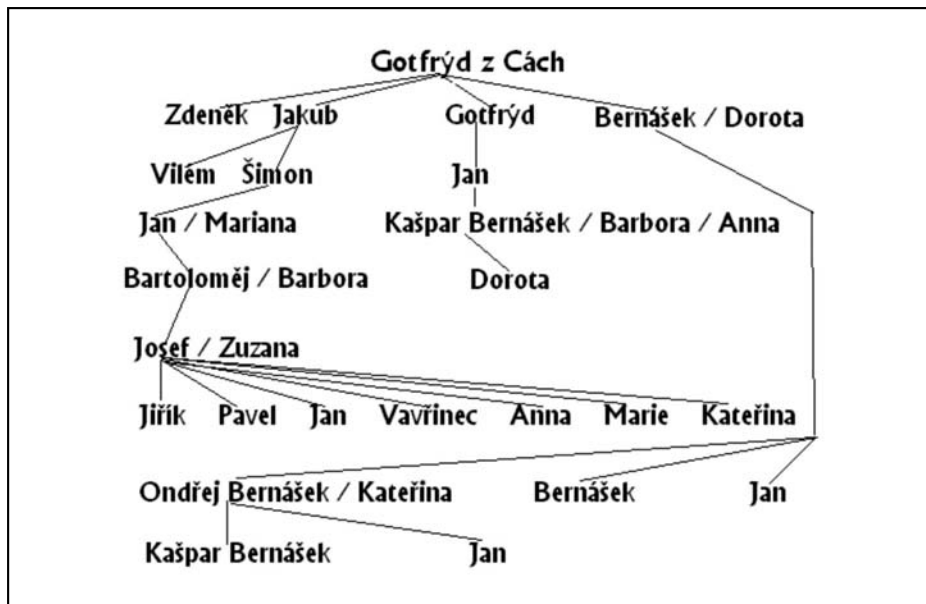 Gotfrýd z Cách
Zdeněk Jakub Gotfrýd Bernášek / Dorota
Vilém Šimon Jan
Jan / Mariana Kašpar Bernášek / Barbora / Anna
Bartoloměj / Barbora Dorota
Josef / Zuzana
Jiřík Pavel Jan Vavřinec Anna Marie Kateřina
Ondřej Bernášek / Kateřina Bernášek Jan
Kašpar Bernášek Jan